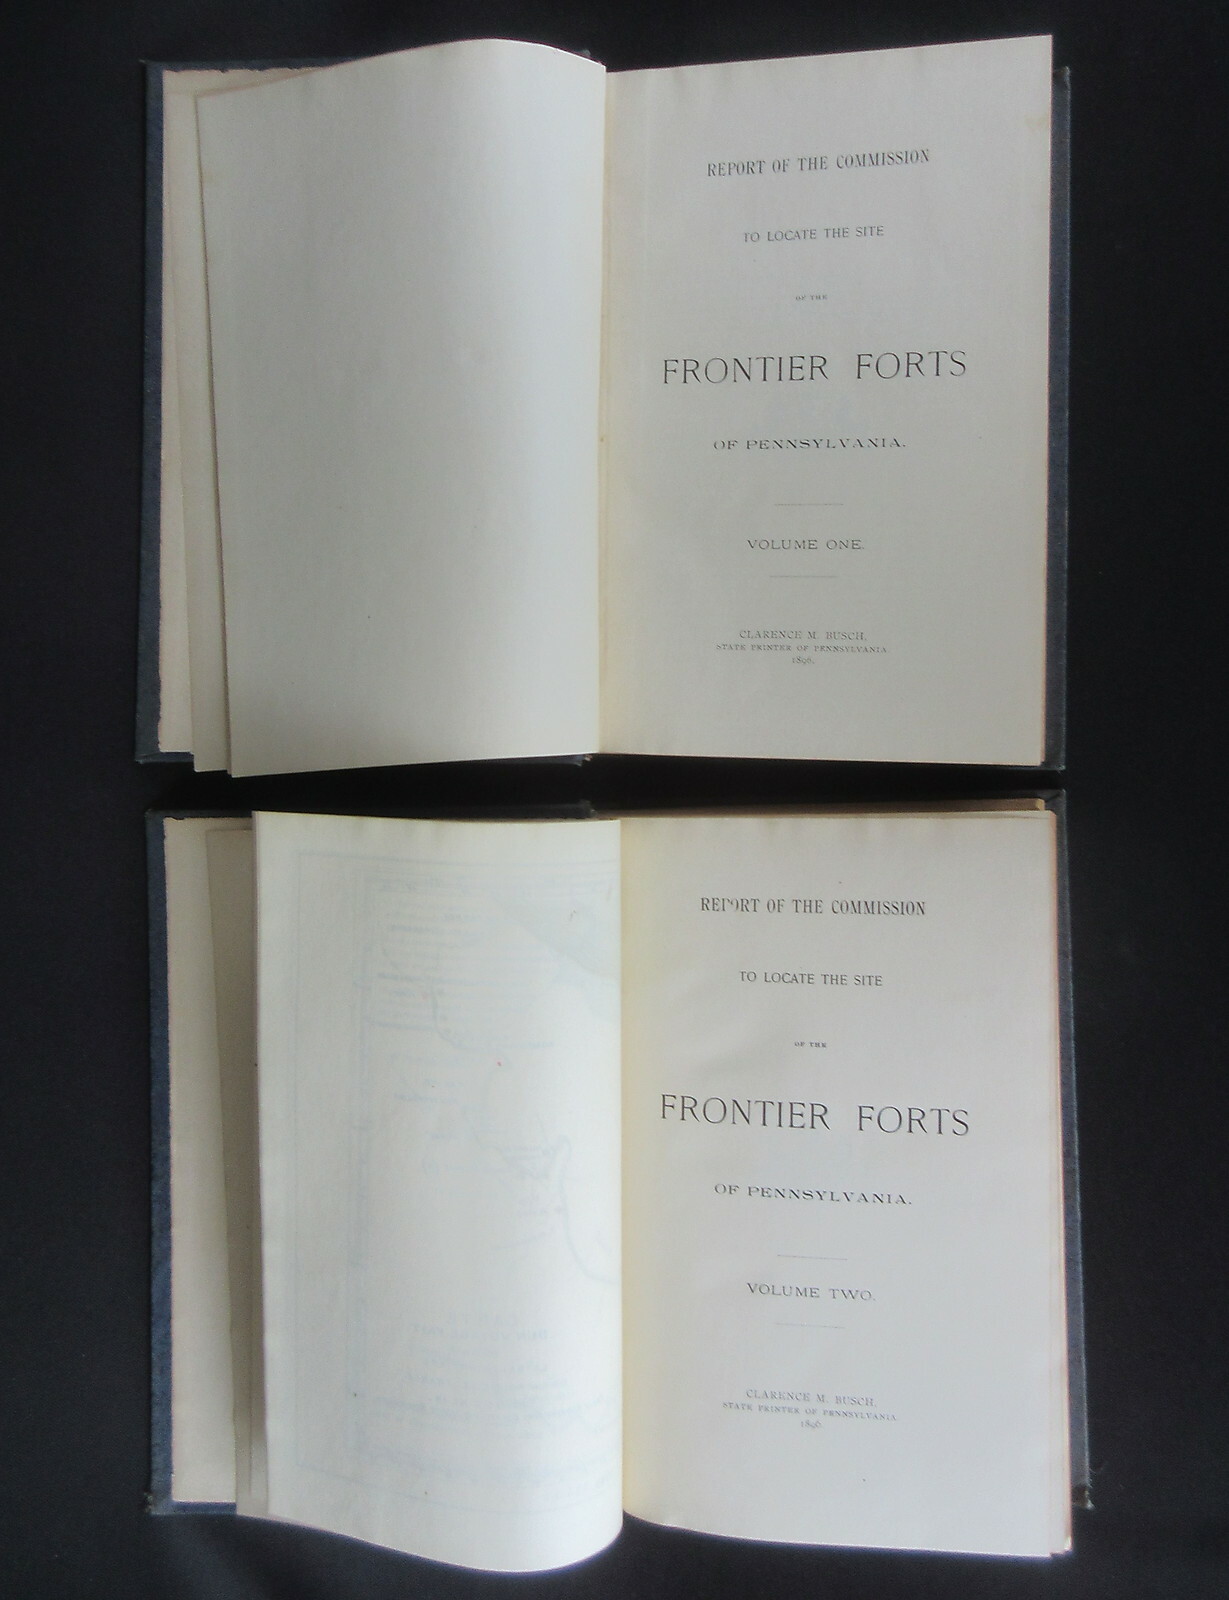 REPORT OF THE COMMISSION
TO LOCATE THE SITE
OF THE
FRONTIER FORTS
OF PENNSYLVANIA.
VOLUME ONE.
CLARENCE M. BUSCH,
STATE PRINTER OF PENNSYLVANIA
1896.
REPORT OF THE COMMISSION
TO LOCATE THE SITE
OF THE
FRONTIER FORTS
OF PENNSYLVANIA.
VOLUME TWO.
CLARENCE M. BUSCH,
STATE PRINTER OF PENNSYLVANIA
1896.